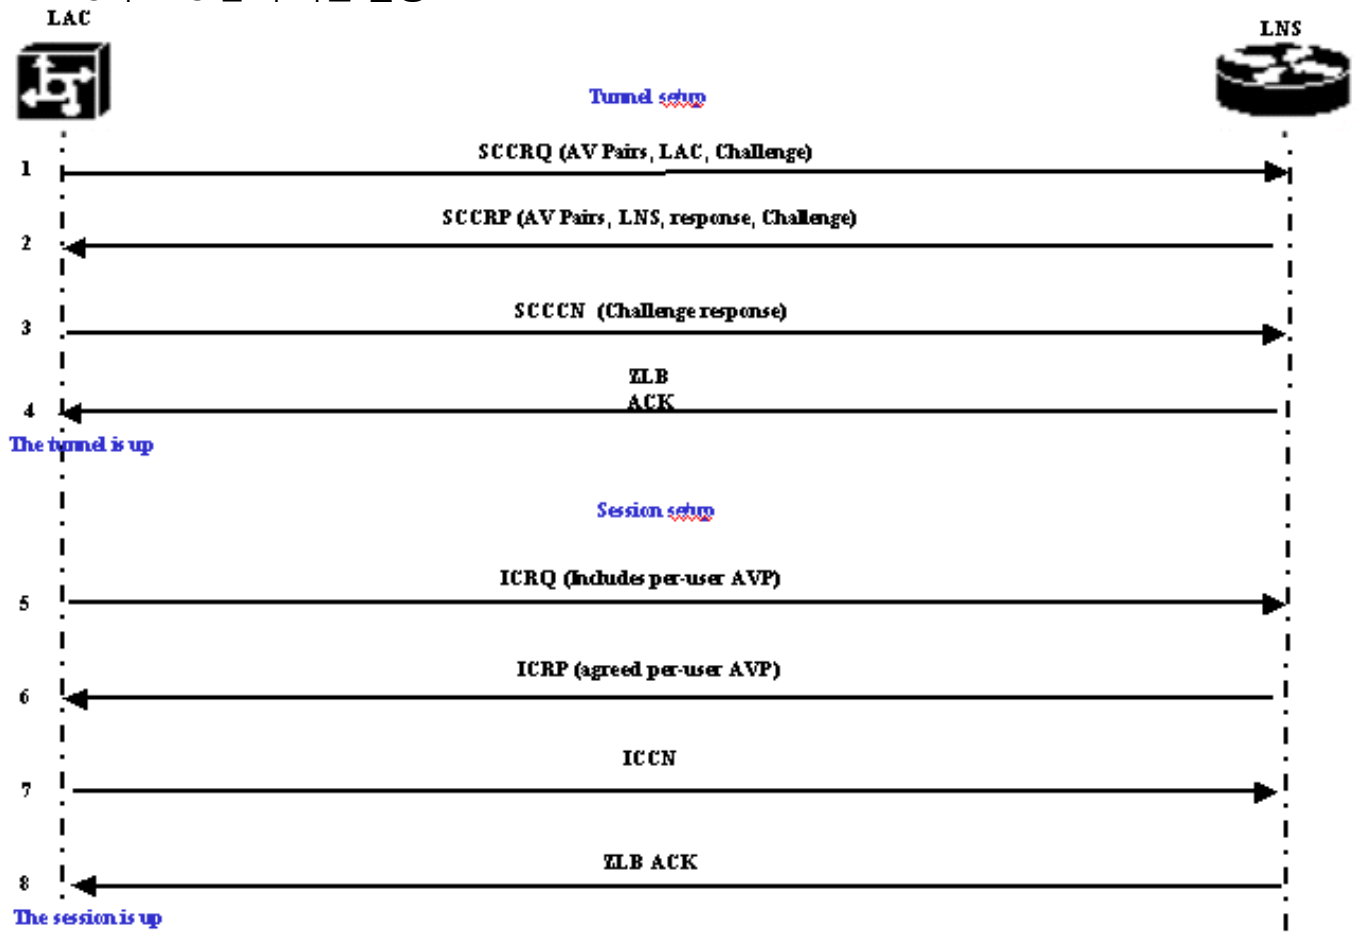 LAC
LNS
Tunnel setup
1
SCCRQ (AV Pairs, LAC, Challenge)
2
SCCRP (AV Pairs, LNS, response, Challenge)
3
SCCCN (Challenge response)
4
ZLB
ACK
The tunnel is up
Session setup
5
ICRQ (Includes per-user AVP)
6
ICRP (agreed per-user AVP)
7
ICCN
8
ZLB ACK
The session is up